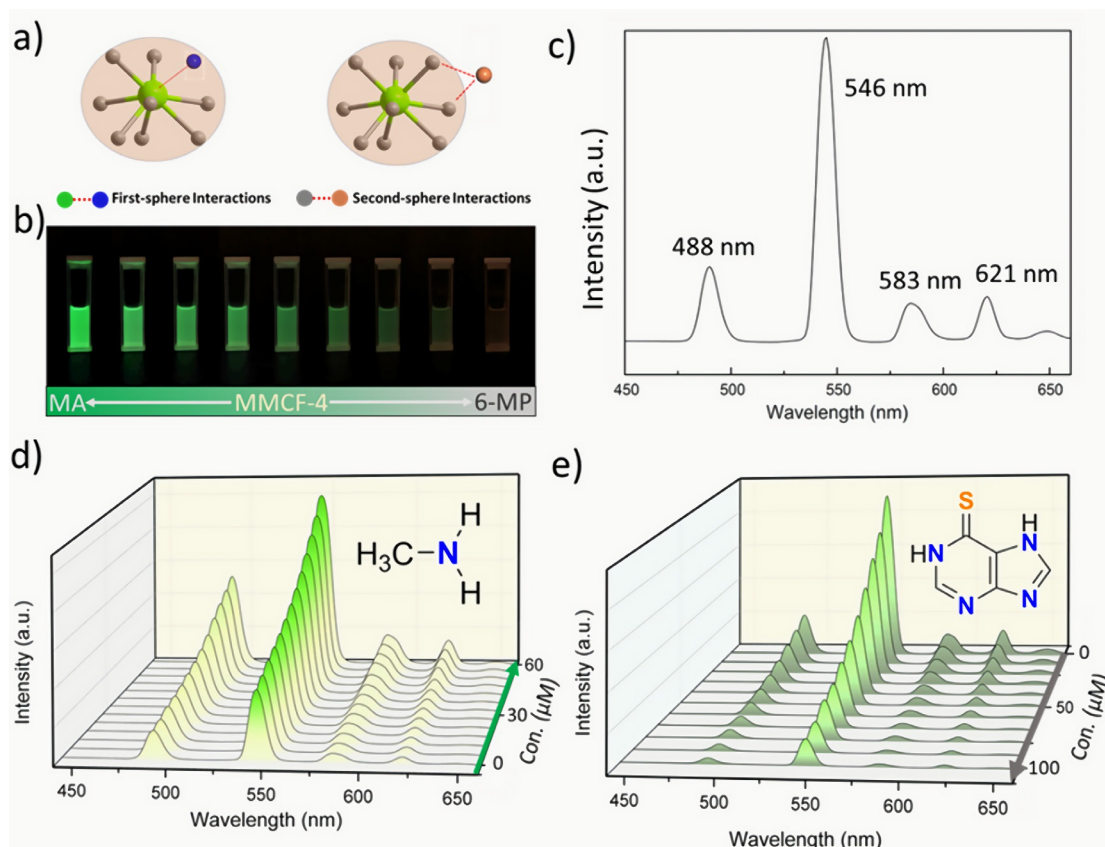 a)
First-sphere Interactions
Second-sphere Interactions
b)
MA
MMCF-4
6-MP
c)
546 nm
488 nm
583 nm
621 nm
Intensity (a.u.)
450
500
550
600
650
Wavelength (nm)
d)
H
H₃C
N
H
Intensity (a.u.)
60
30
0
Con. (μM)
450
500
550
600
650
Wavelength (nm)
e)
S
H
N
HN
N
N
Intensity (a.u.)
0
50
100
Con. (μM)
450
500
550
600
650
Wavelength (nm)